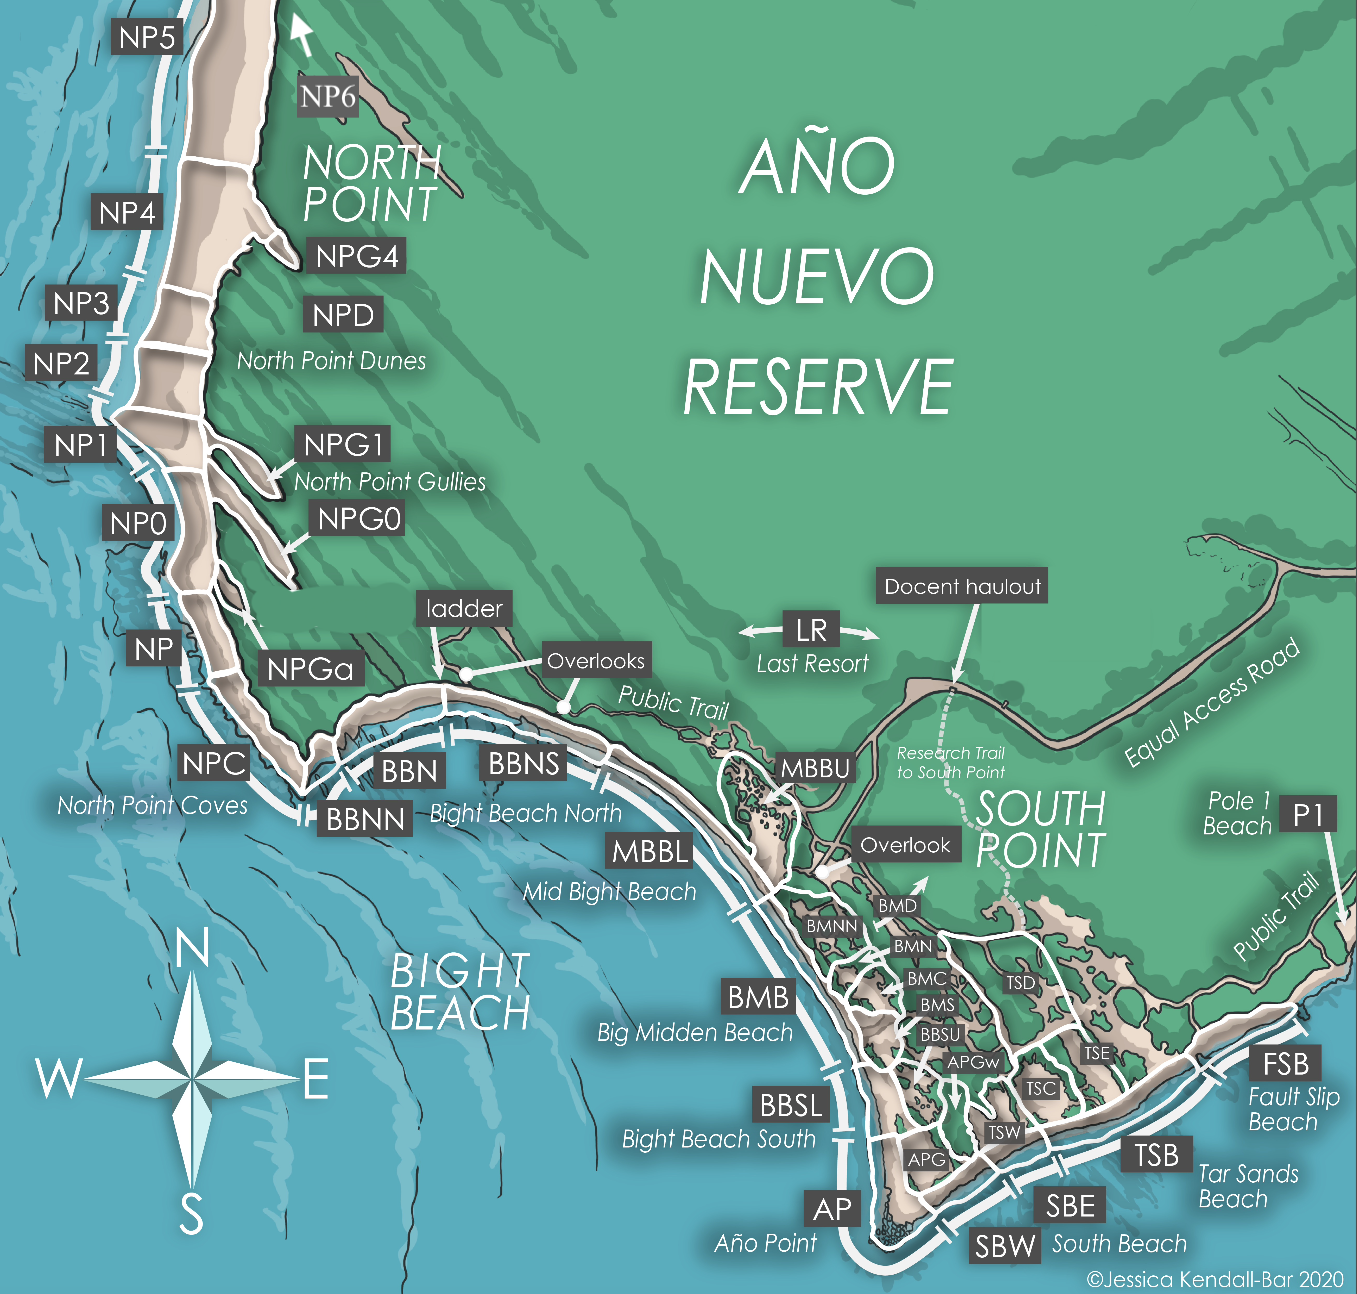 NP5
NP6
NORTH
POINT
NP4
NPG4
NP3
NPD
NP2
North Point Dunes
AÑO
NUEVO
RESERVE
NP1
NPG1
North Point Gullies
NP0
NPG0
NP
NPGa
ladder
Overlooks
Public Trail
LR
Last Resort
Docent haulout
Equal Access Road
NPC
North Point Coves
BBN
BBNS
BBNN
Bight Beach North
MBBU
Research Trail
to South Point
SOUTH
POINT
Pole 1
Beach
P1
MBBL
Mid Bight Beach
Overlook
Public Trail
BMD
BMNN
BMN
BMC
BMS
BBSU
APGw
TSD
TSE
TSC
TSW
APG
BIGHT
BEACH
BMB
Big Midden Beach
BBSL
Bight Beach South
AP
Año Point
FSB
Fault Slip
Beach
TSB
Tar Sands
Beach
SBE
SBW
South Beach
N
W
E
S
©Jessica Kendall-Bar 2020